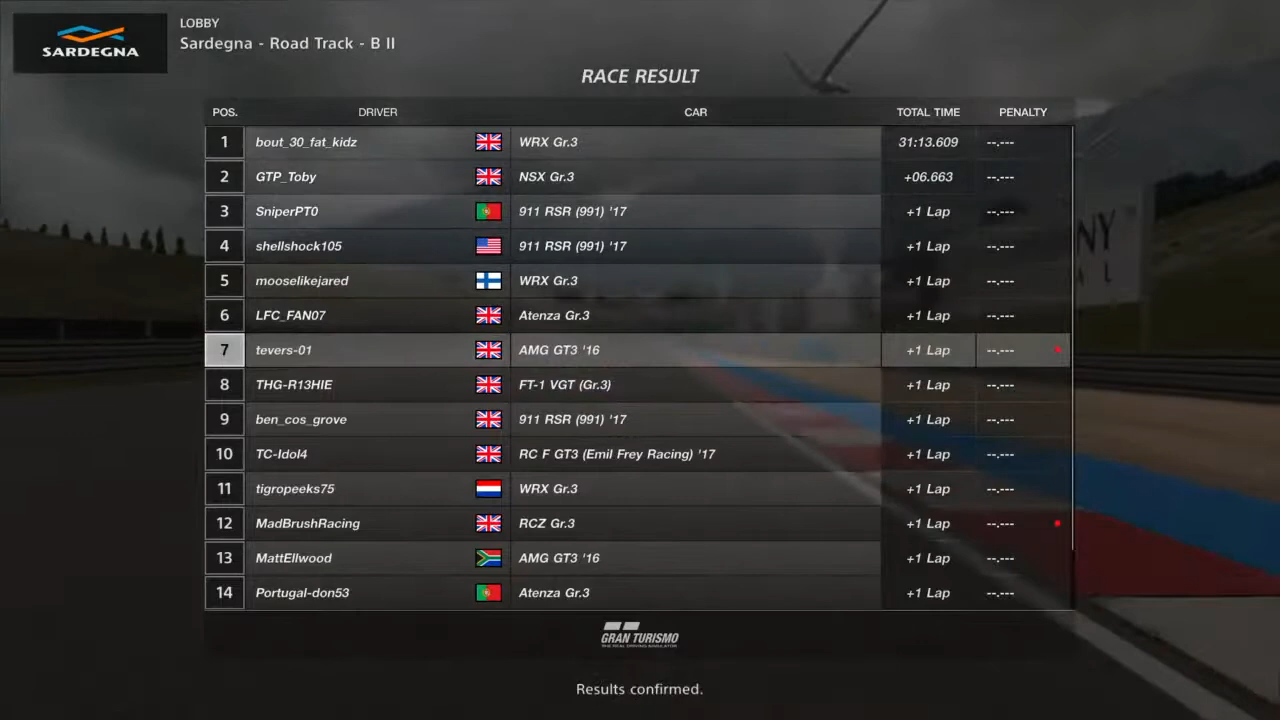 LOBBY
SARDEGNA
Sardegna - Road Track - B II
RACE RESULT
POS. DRIVER CAR TOTAL TIME PENALTY
1 bout_30_fat_kidz WRX Gr.3 31:13.609 --.---
2 GTP_Toby NSX Gr.3 +06.663 --.---
3 SniperPT0 911 RSR (991) '17 +1 Lap --.---
4 shellshock105 911 RSR (991) '17 +1 Lap --.---
5 mooselikejared WRX Gr.3 +1 Lap --.---
6 LFC_FAN07 Atenza Gr.3 +1 Lap --.---
7 tevers-01 AMG GT3 '16 +1 Lap --.---
8 THG-R13HIE FT-1 VGT (Gr.3) +1 Lap --.---
9 ben_cos_grove 911 RSR (991) '17 +1 Lap --.---
10 TC-Idol4 RC F GT3 (Emil Frey Racing) '17 +1 Lap --.---
11 tigropeeks75 WRX Gr.3 +1 Lap --.---
12 MadBrushRacing RCZ Gr.3 +1 Lap --.---
13 MattEllwood AMG GT3 '16 +1 Lap --.---
14 Portugal-don53 Atenza Gr.3 +1 Lap --.---
GRAN TURISMO
THE REAL DRIVING SIMULATOR
Results confirmed.